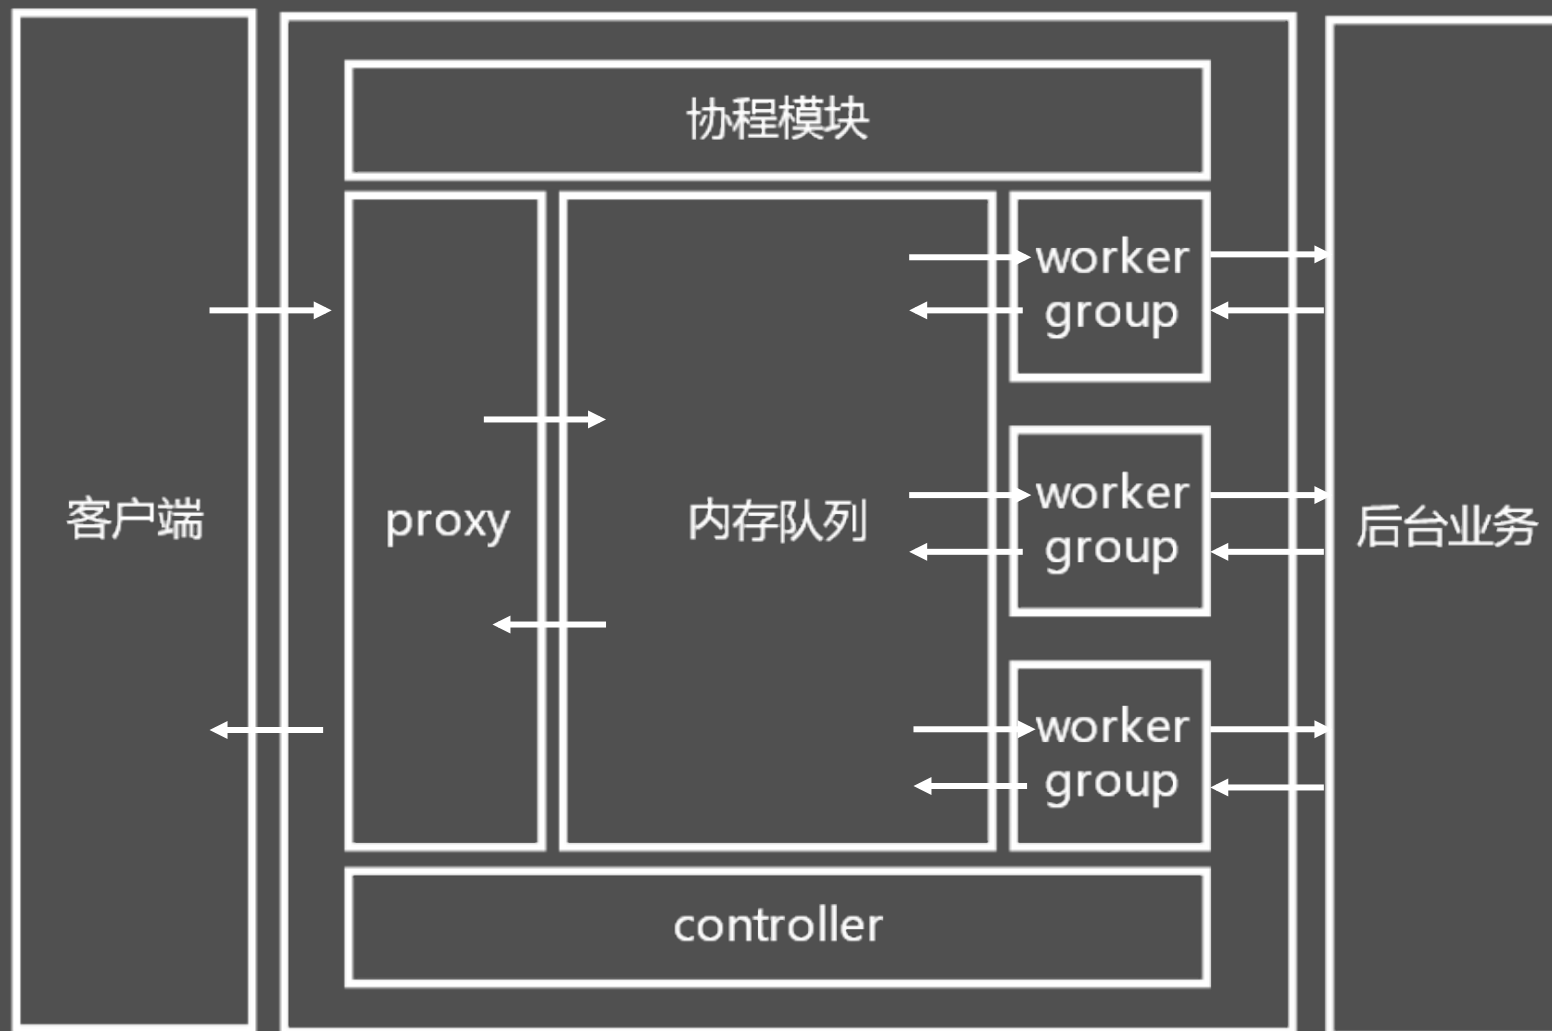 协程模块
worker
group
客户端
proxy
内存队列
worker
group
后台业务
worker
group
controller